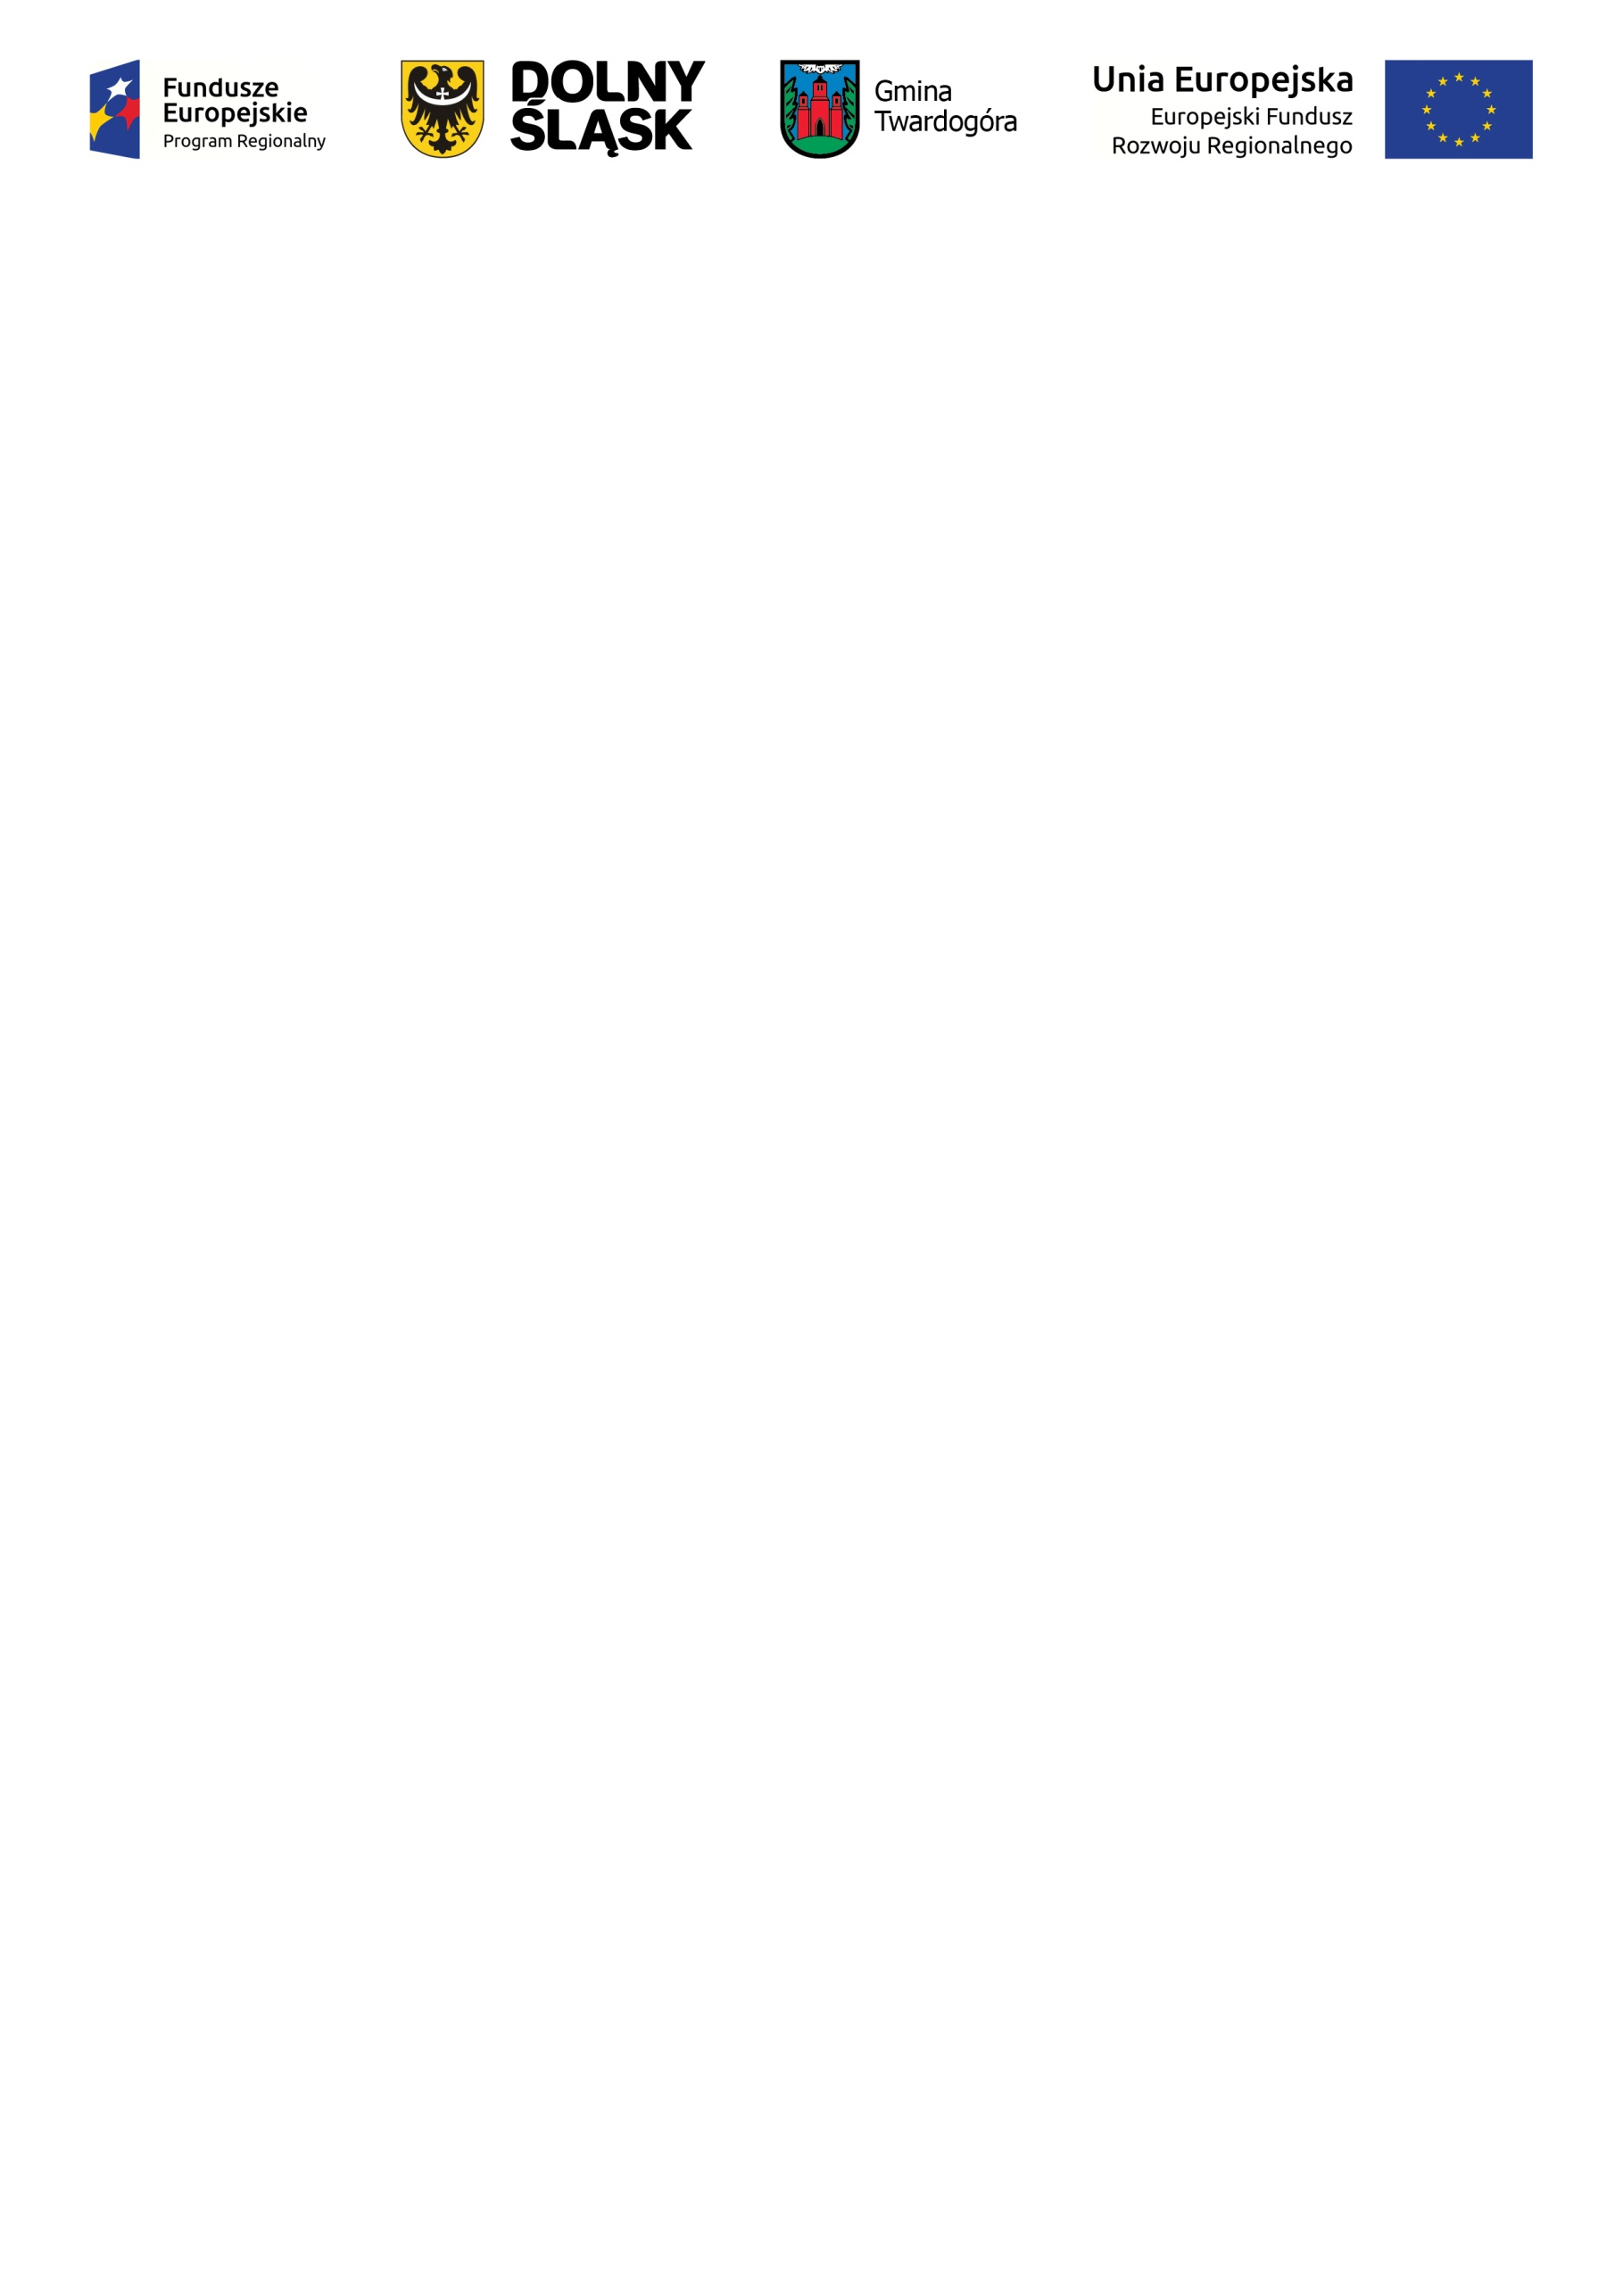 Fundusze
Europejskie
Program Regionalny
DOLNY
ŚLĄSK
Gmina
Twardogóra
Unia Europejska
Europejski Fundusz
Rozwoju Regionalnego